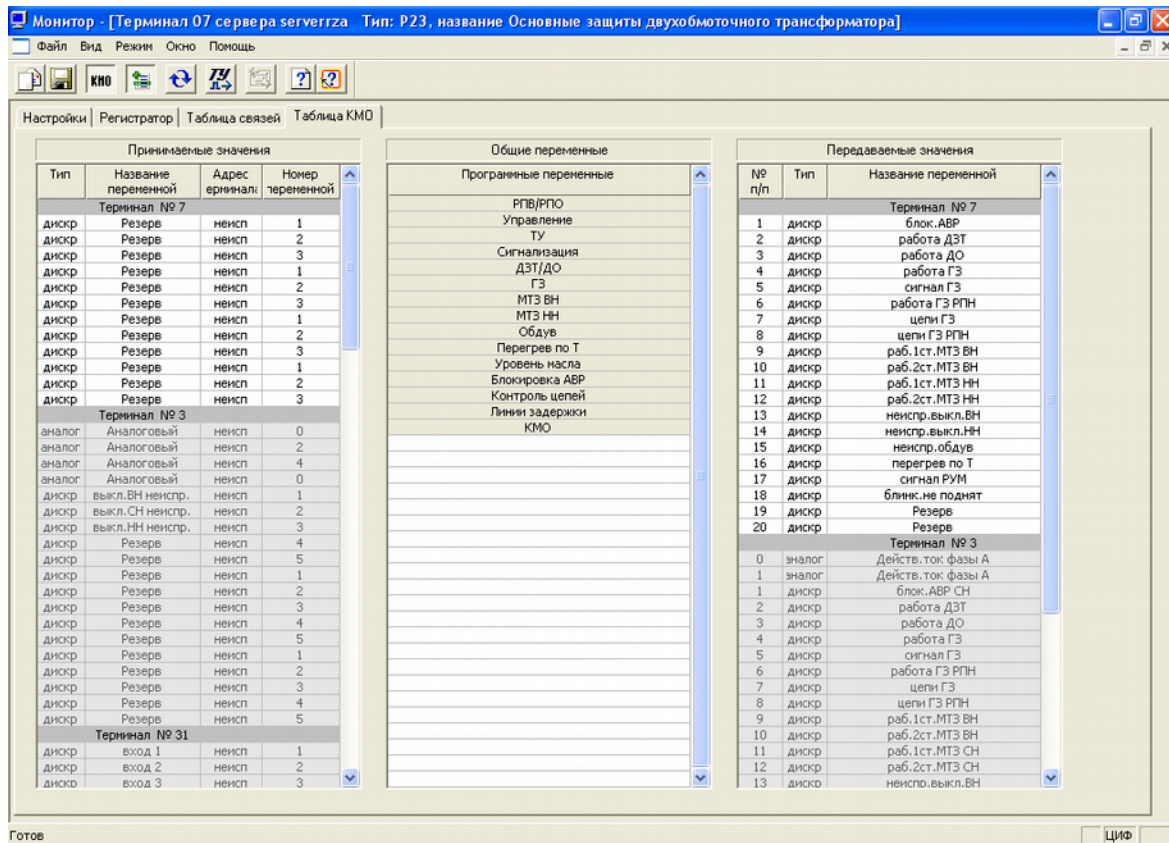 Монитор - [Терминал 07 сервера serverrza Тип: P23, название Основные защиты двухобмоточного трансформатора]
Файл Вид Режим Окно Помощь
КМО ТУ
Настройки Регистратор Таблица связей Таблица КМО
Принимаемые значения
Тип Название переменной Адрес ерминала Номер переменной
Терминал № 7
дискр Резерв неисп 1
дискр Резерв неисп 2
дискр Резерв неисп 3
дискр Резерв неисп 1
дискр Резерв неисп 2
дискр Резерв неисп 3
дискр Резерв неисп 1
дискр Резерв неисп 2
дискр Резерв неисп 3
дискр Резерв неисп 1
дискр Резерв неисп 2
дискр Резерв неисп 3
Терминал № 3
аналог Аналоговый неисп 0
аналог Аналоговый неисп 2
аналог Аналоговый неисп 4
аналог Аналоговый неисп 0
дискр выкл.ВН неиспр. неисп 1
дискр выкл.СН неиспр. неисп 2
дискр выкл.НН неиспр. неисп 3
дискр Резерв неисп 4
дискр Резерв неисп 5
дискр Резерв неисп 1
дискр Резерв неисп 2
дискр Резерв неисп 3
дискр Резерв неисп 4
дискр Резерв неисп 5
дискр Резерв неисп 1
дискр Резерв неисп 2
дискр Резерв неисп 3
дискр Резерв неисп 4
дискр Резерв неисп 5
Терминал № 31
дискр вход 1 неисп 1
дискр вход 2 неисп 2
дискр вход 3 неисп 3
Общие переменные
Программные переменные
РПВ/РПО
Управление
ТУ
Сигнализация
ДЗТ/ДО
ГЗ
МТЗ ВН
МТЗ НН
Обдув
Перегрев по Т
Уровень масла
Блокировка АВР
Контроль цепей
Линии задержки
КМО
Передаваемые значения
№ п/п Тип Название переменной
Терминал № 7
1 дискр блок.АВР
2 дискр работа ДЗТ
3 дискр работа ДО
4 дискр работа ГЗ
5 дискр сигнал ГЗ
6 дискр работа ГЗ РПН
7 дискр цепи ГЗ
8 дискр цепи ГЗ РПН
9 дискр раб.1ст.МТЗ ВН
10 дискр раб.2ст.МТЗ ВН
11 дискр раб.1ст.МТЗ НН
12 дискр раб.2ст.МТЗ НН
13 дискр неиспр.выкл.ВН
14 дискр неиспр.выкл.НН
15 дискр неиспр.обдув
16 дискр перегрев по Т
17 дискр сигнал РУМ
18 дискр блинк.не поднят
19 дискр Резерв
20 дискр Резерв
Терминал № 3
0 аналог Действ.ток фазы А
1 аналог Действ.ток фазы А
1 дискр блок.АВР СН
2 дискр работа ДЗТ
3 дискр работа ДО
4 дискр работа ГЗ
5 дискр сигнал ГЗ
6 дискр работа ГЗ РПН
7 дискр цепи ГЗ
8 дискр цепи ГЗ РПН
9 дискр раб.1ст.МТЗ ВН
10 дискр раб.2ст.МТЗ ВН
11 дискр раб.1ст.МТЗ СН
12 дискр раб.2ст.МТЗ СН
13 дискр неиспр.выкл.ВН
Готов
ЦИФ